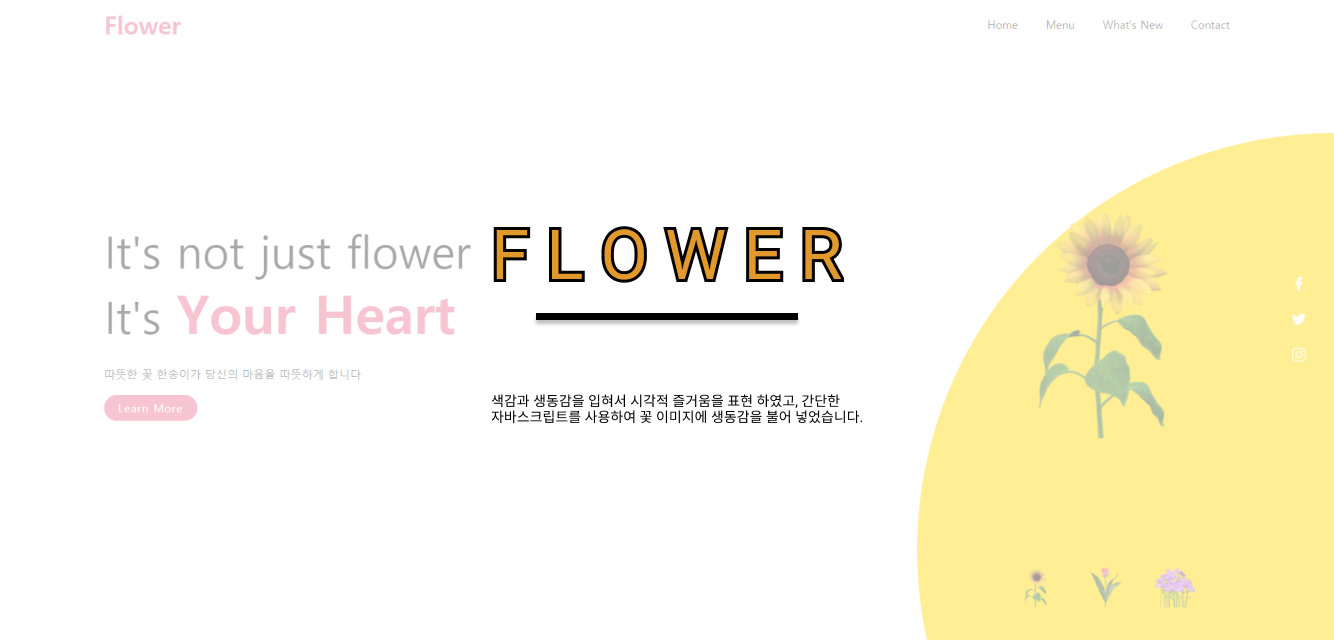 Flower
Home Menu What's New Contact
It's not just flower
It's Your Heart
따뜻한 꽃 한송이가 당신의 마음을 따뜻하게 합니다
Learn More
FLOWER
색감과 생동감을 입혀서 시각적 즐거움을 표현 하였고, 간단한
자바스크립트를 사용하여 꽃 이미지에 생동감을 불어 넣었습니다.